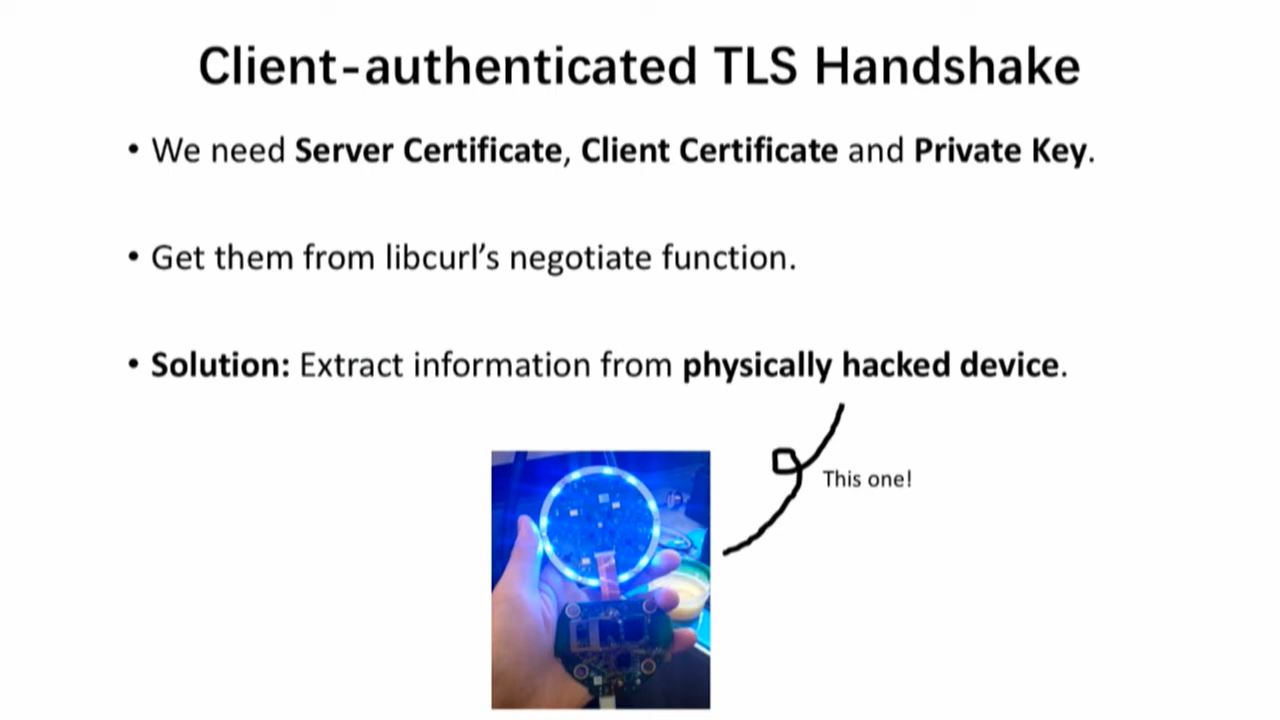 Client-authenticated TLS Handshake
• We need Server Certificate, Client Certificate and Private Key.
• Get them from libcurl’s negotiate function.
• Solution: Extract information from physically hacked device.
This one!